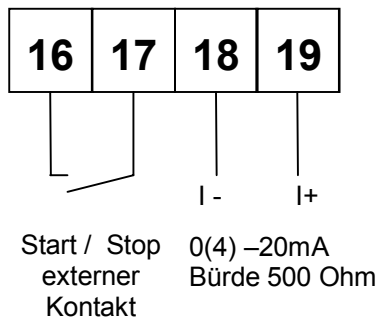 16 17 18 19
I - I+
Start / Stop 0(4) –20mA
externer Bürde 500 Ohm
Kontakt